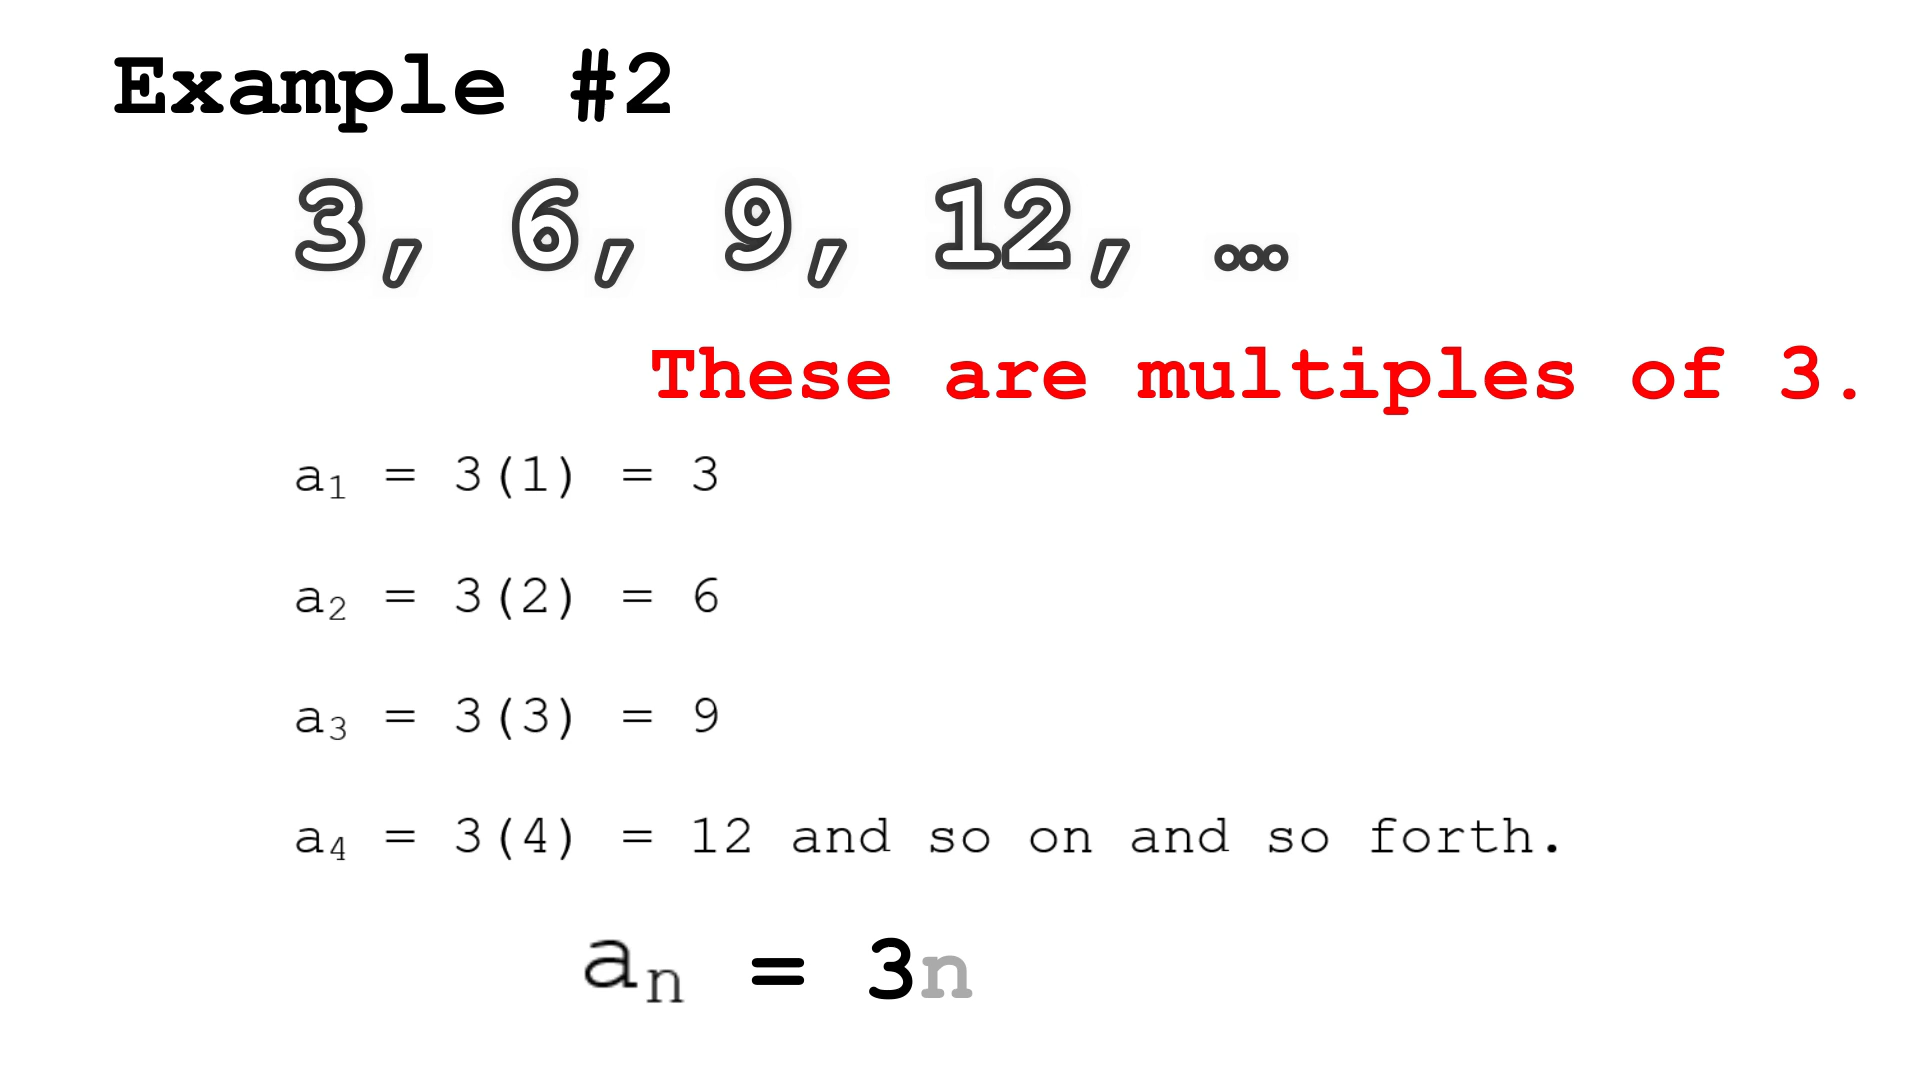 Example #2
3, 6, 9, 12, …
These are multiples of 3.
a₁ = 3(1) = 3
a₂ = 3(2) = 6
a₃ = 3(3) = 9
a₄ = 3(4) = 12 and so on and so forth.
aₙ = 3n